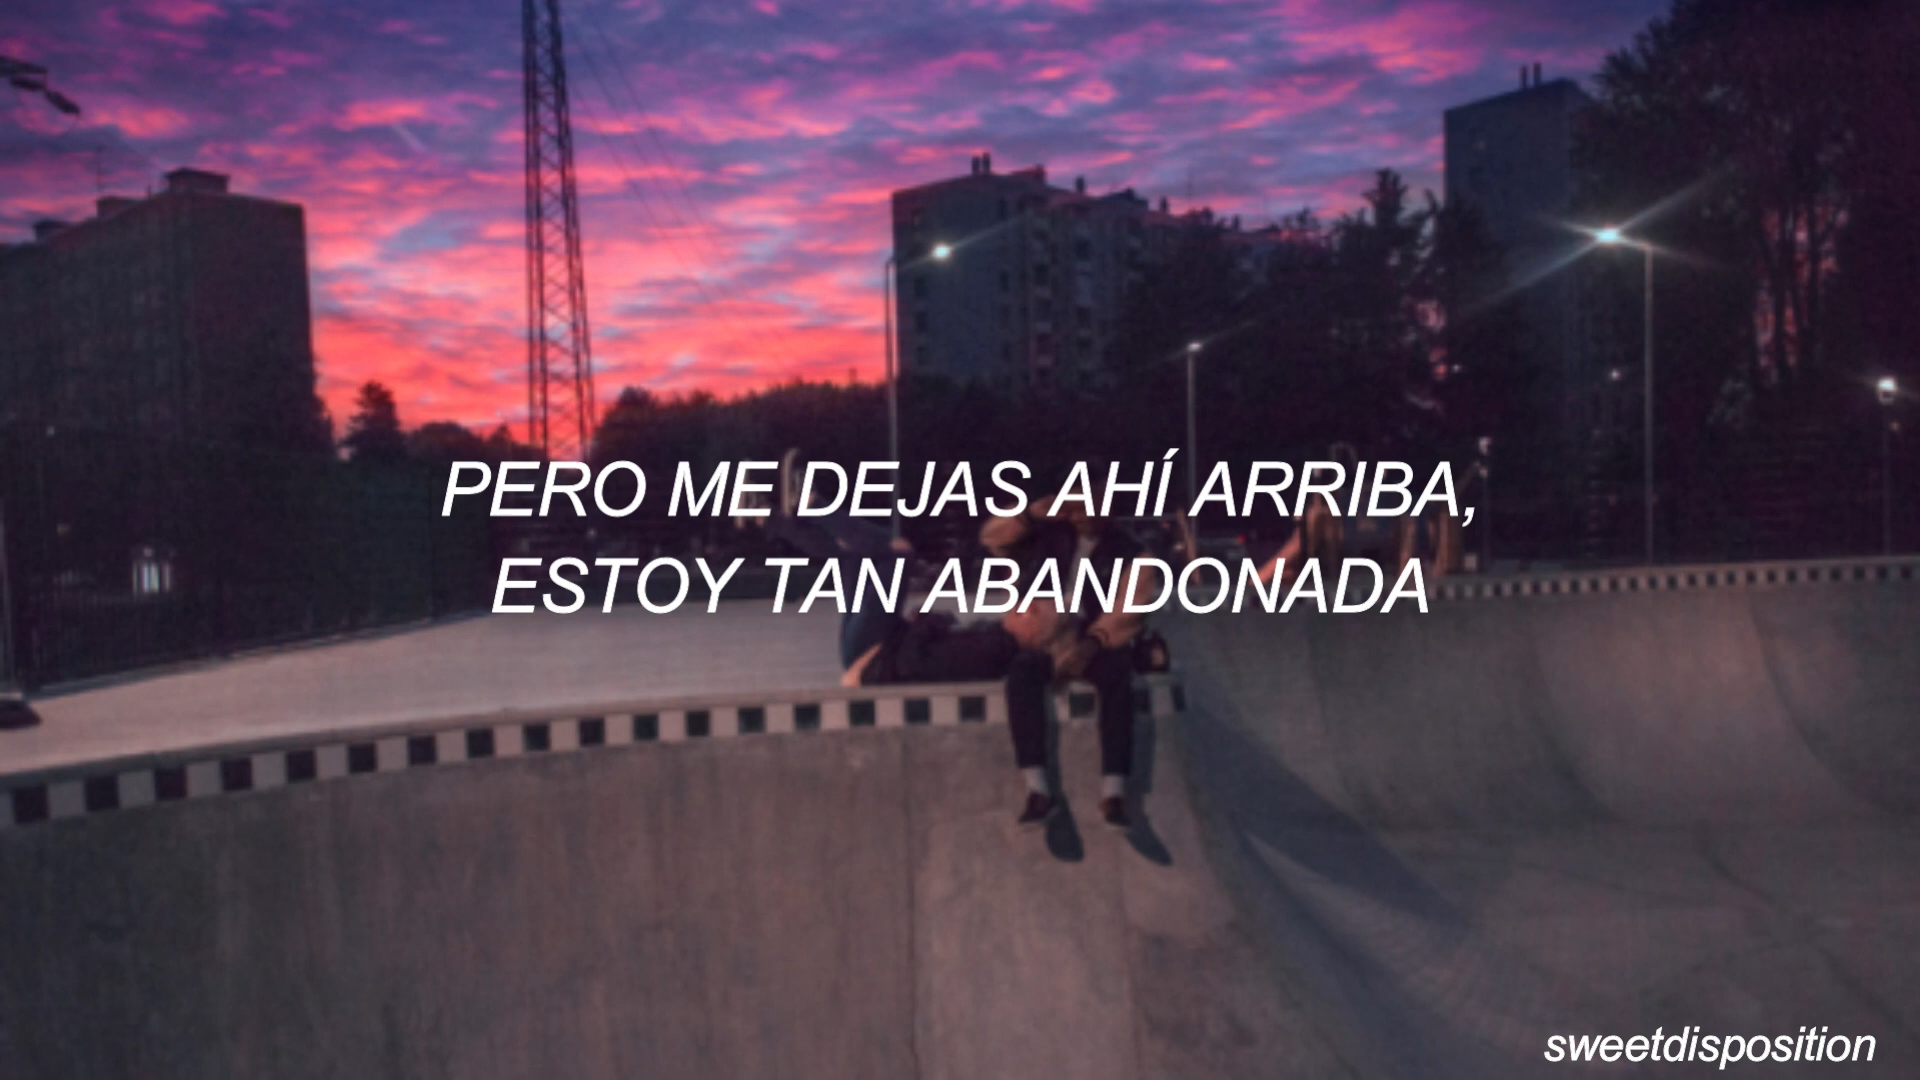 PERO ME DEJAS AHÍ ARRIBA,
ESTOY TAN ABANDONADA
sweetdisposition